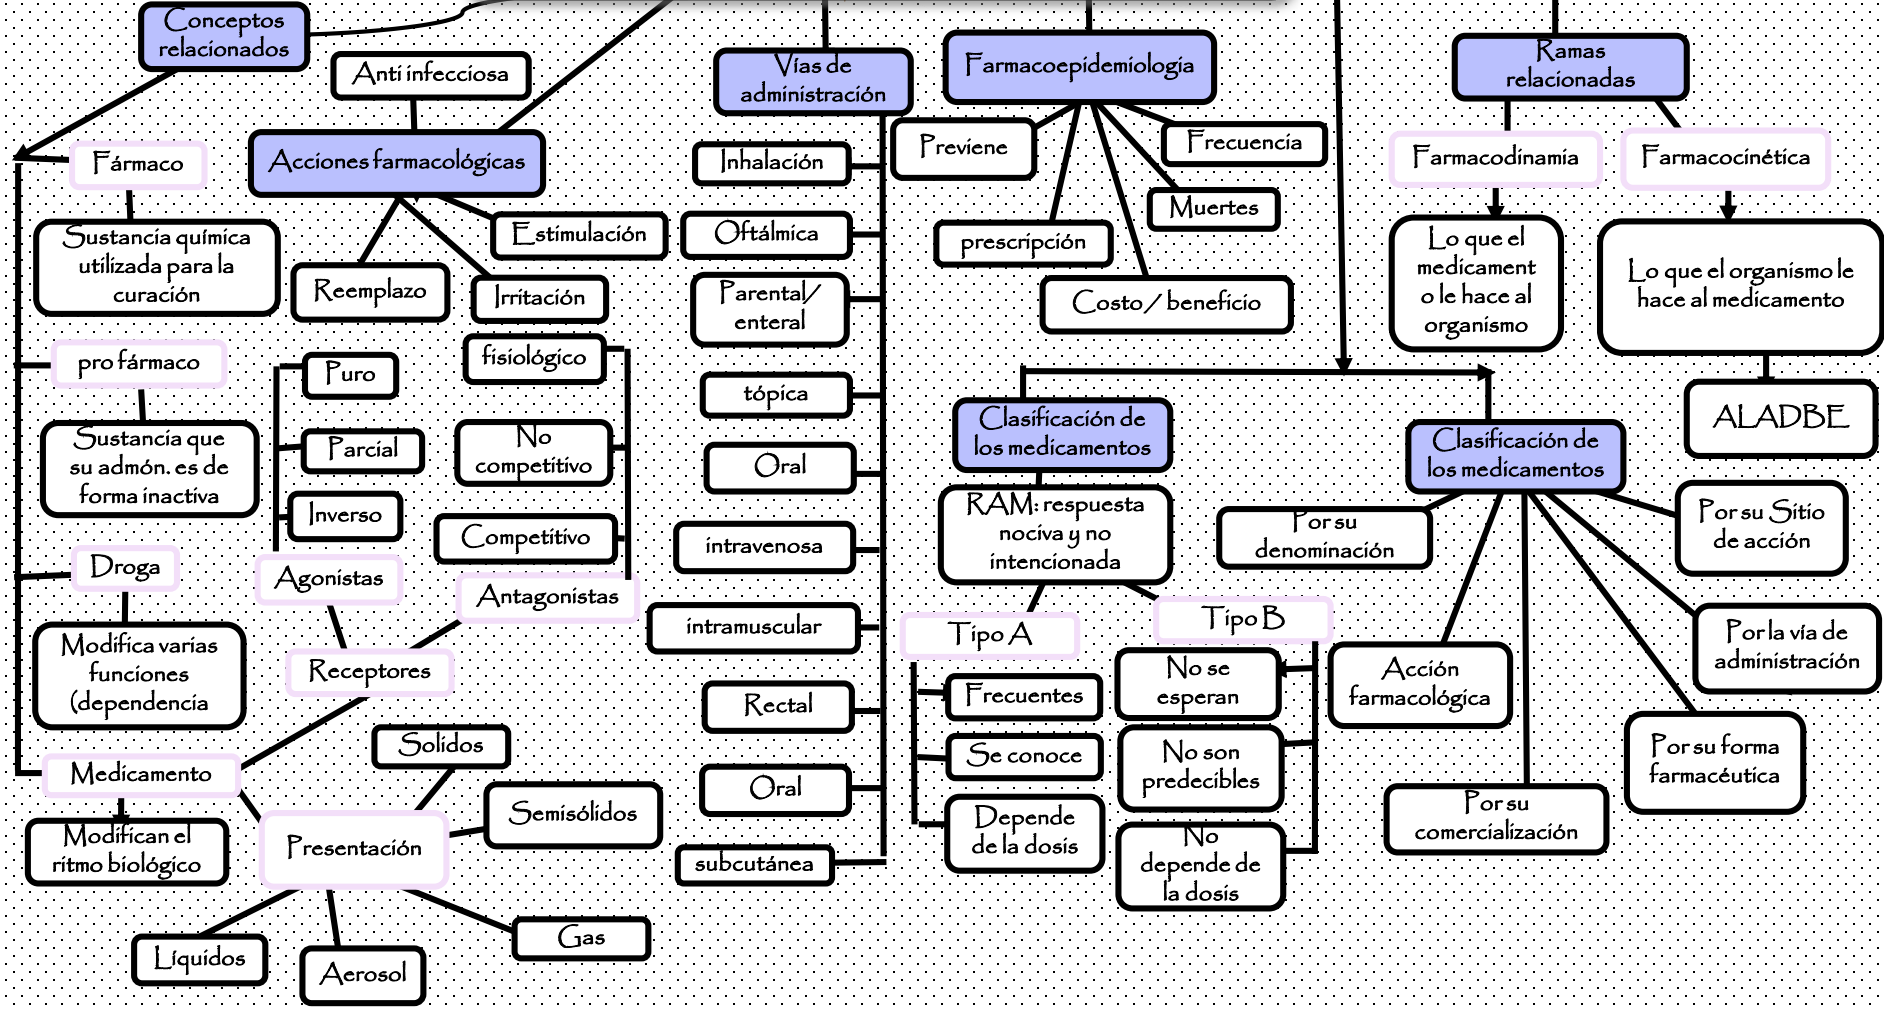 Conceptos
relacionados
Fármaco
Sustancia química
utilizada para la
curación
pro fármaco
Sustancia que
su admón. es de
forma inactiva
Droga
Modifica varias
funciones
(dependencia
Medicamento
Modifican el
ritmo biológico
Presentación
Solidos
Semisólidos
Gas
Aerosol
Líquidos
Receptores
Agonistas
Puro
Parcial
Inverso
Antagonistas
fisiológico
No
competitivo
Competitivo
Acciones farmacológicas
Anti infecciosa
Estimulación
Irritación
Reemplazo
Vías de
administración
Inhalación
Oftálmica
Parental/
enteral
tópica
Oral
intravenosa
intramuscular
Rectal
Oral
subcutánea
Farmacoepidemiologia
Previene
prescripción
Costo / beneficio
Muertes
Frecuencia
Clasificación de
los medicamentos
RAM: respuesta
nociva y no
intencionada
Tipo A
Frecuentes
Se conoce
Depende
de la dosis
Tipo B
No se
esperan
No son
predecibles
No
depende de
la dosis
Clasificación de
los medicamentos
Por su
denominación
Acción
farmacológica
Por su
comercialización
Por su forma
farmacéutica
Por la vía de
administración
Por su Sitio
de acción
Ramas
relacionadas
Farmacodinamia
Lo que el
medicament
o le hace al
organismo
Farmacocinética
Lo que el organismo le
hace al medicamento
ALADBE